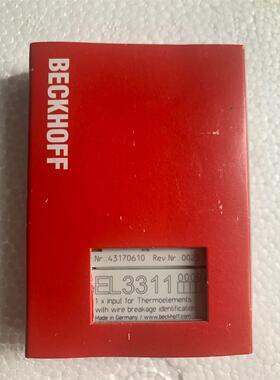 BECKHOFF
Nr.:43170610 Rev.Nr.:002
EL3311
1 x Input for Thermoelements
with wire breakage identification
Made in Germany / www.beckhoff.com